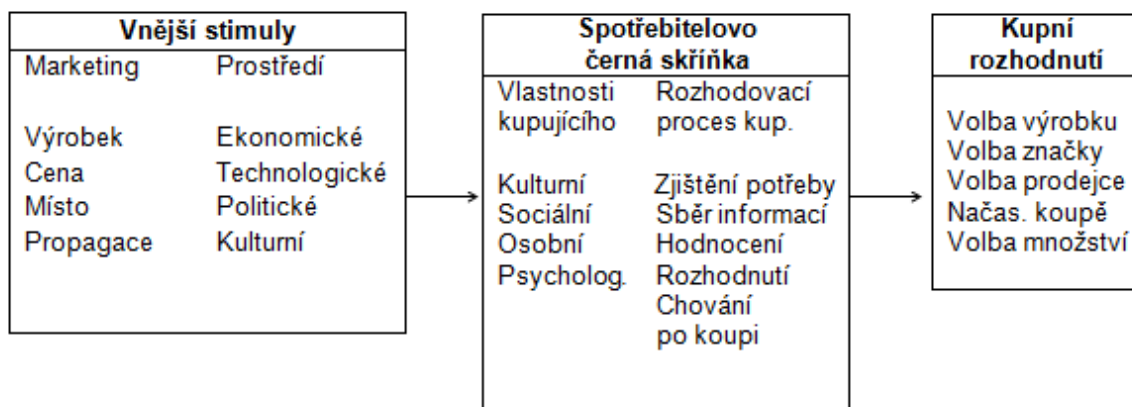 Vnější stimuly
Marketing Prostředí
Výrobek Ekonomické
Cena Technologické
Místo Politické
Propagace Kulturní
Spotřebitelovo
černá skříňka
Vlastnosti Rozhodovací
kupujícího proces kup.
Kulturní Zjištění potřeby
Sociální Sběr informací
Osobní Hodnocení
Psycholog. Rozhodnutí
Chování
po koupi
Kupní
rozhodnutí
Volba výrobku
Volba značky
Volba prodejce
Načas. koupě
Volba množství